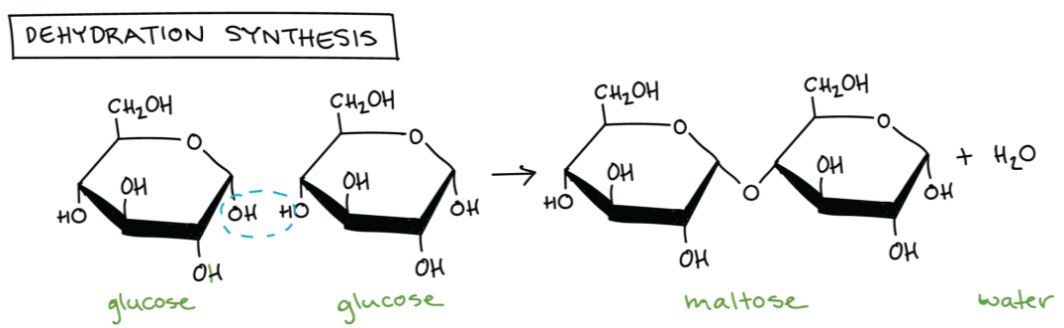 DEHYDRATION SYNTHESIS
CH₂OH CH₂OH CH₂OH CH₂OH
O O O O
OH OH OH OH + H₂O
HO OH HO OH HO O OH
OH OH OH OH
glucose glucose maltose water